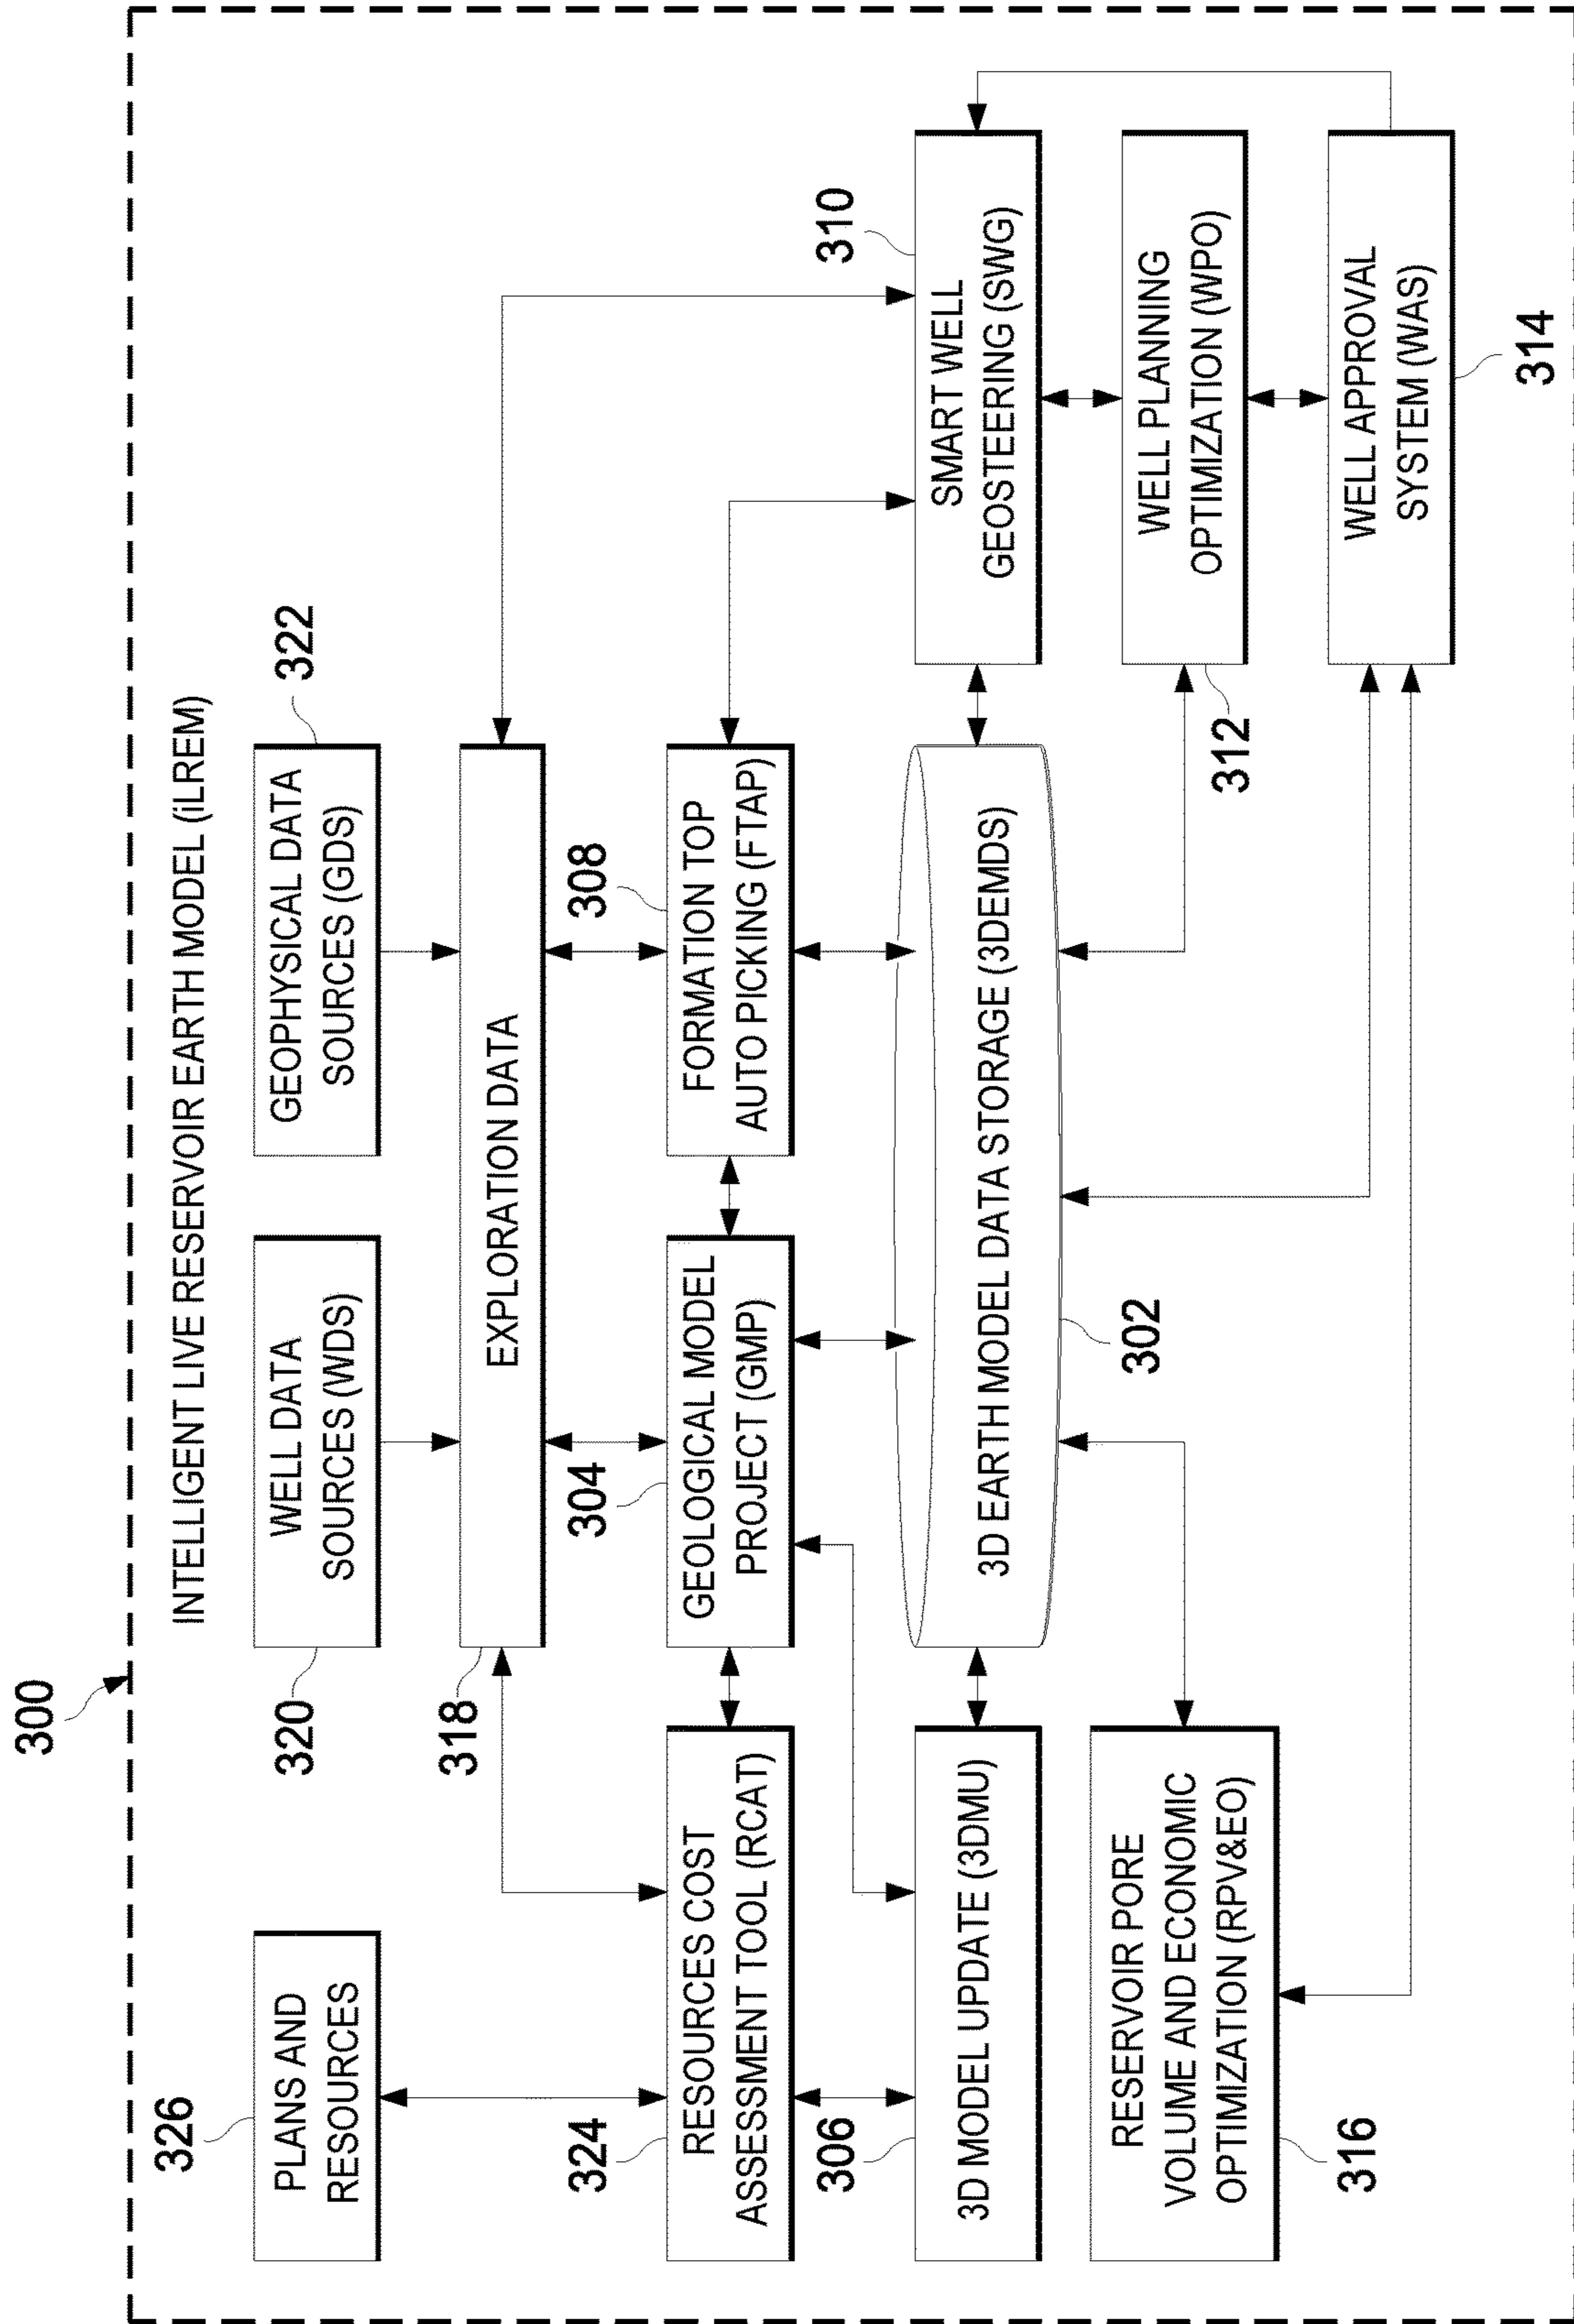 300
INTELLIGENT LIVE RESERVOIR EARTH MODEL (iLREM)
326
PLANS AND
RESOURCES
320
WELL DATA
SOURCES (WDS)
322
GEOPHYSICAL DATA
SOURCES (GDS)
318
EXPLORATION DATA
324
RESOURCES COST
ASSESSMENT TOOL (RCAT)
304
GEOLOGICAL MODEL
PROJECT (GMP)
308
FORMATION TOP
AUTO PICKING (FTAP)
306
3D MODEL UPDATE (3DMU)
3D EARTH MODEL DATA STORAGE (3DEMDS)
302
310
SMART WELL
GEOSTEERING (SWG)
RESERVOIR PORE
VOLUME AND ECONOMIC
OPTIMIZATION (RPV&EO)
316
312
WELL PLANNING
OPTIMIZATION (WPO)
WELL APPROVAL
SYSTEM (WAS)
314